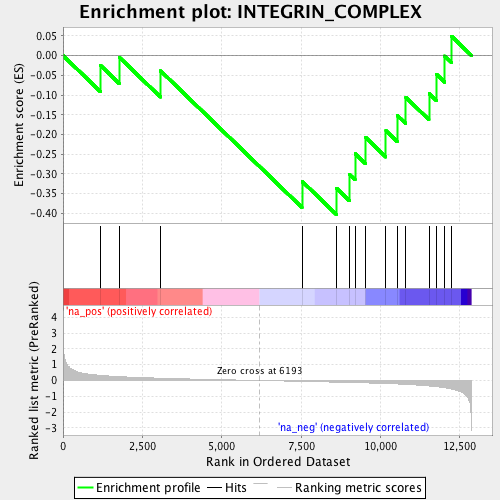 Enrichment plot: INTEGRIN_COMPLEX
Enrichment score (ES)
0.05
0.00
-0.05
-0.10
-0.15
-0.20
-0.25
-0.30
-0.35
-0.40
'na_pos' (positively correlated)
Ranked list metric (PreRanked)
4
3
2
1
0
-1
-2
-3
Zero cross at 6193
'na_neg' (negatively correlated)
0 2,500 5,000 7,500 10,000 12,500
Rank in Ordered Dataset
Enrichment profile Hits Ranking metric scores